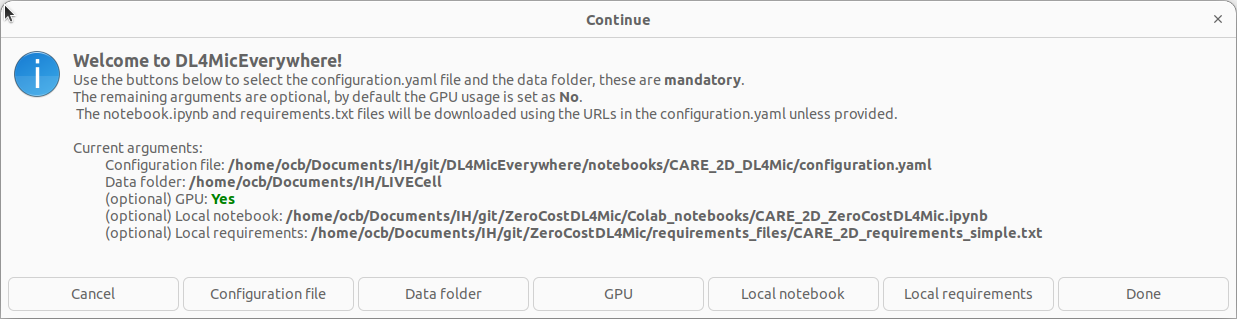 Continue
×
Welcome to DL4MicEverywhere!
Use the buttons below to select the configuration.yaml file and the data folder, these are mandatory.
The remaining arguments are optional, by default the GPU usage is set as No.
The notebook.ipynb and requirements.txt files will be downloaded using the URLs in the configuration.yaml unless provided.
Current arguments:
Configuration file: /home/ocb/Documents/IH/git/DL4MicEverywhere/notebooks/CARE_2D_DL4Mic/configuration.yaml
Data folder: /home/ocb/Documents/IH/LIVECell
(optional) GPU: Yes
(optional) Local notebook: /home/ocb/Documents/IH/git/ZeroCostDL4Mic/Colab_notebooks/CARE_2D_ZeroCostDL4Mic.ipynb
(optional) Local requirements: /home/ocb/Documents/IH/git/ZeroCostDL4Mic/requirements_files/CARE_2D_requirements_simple.txt
Cancel Configuration file Data folder GPU Local notebook Local requirements Done